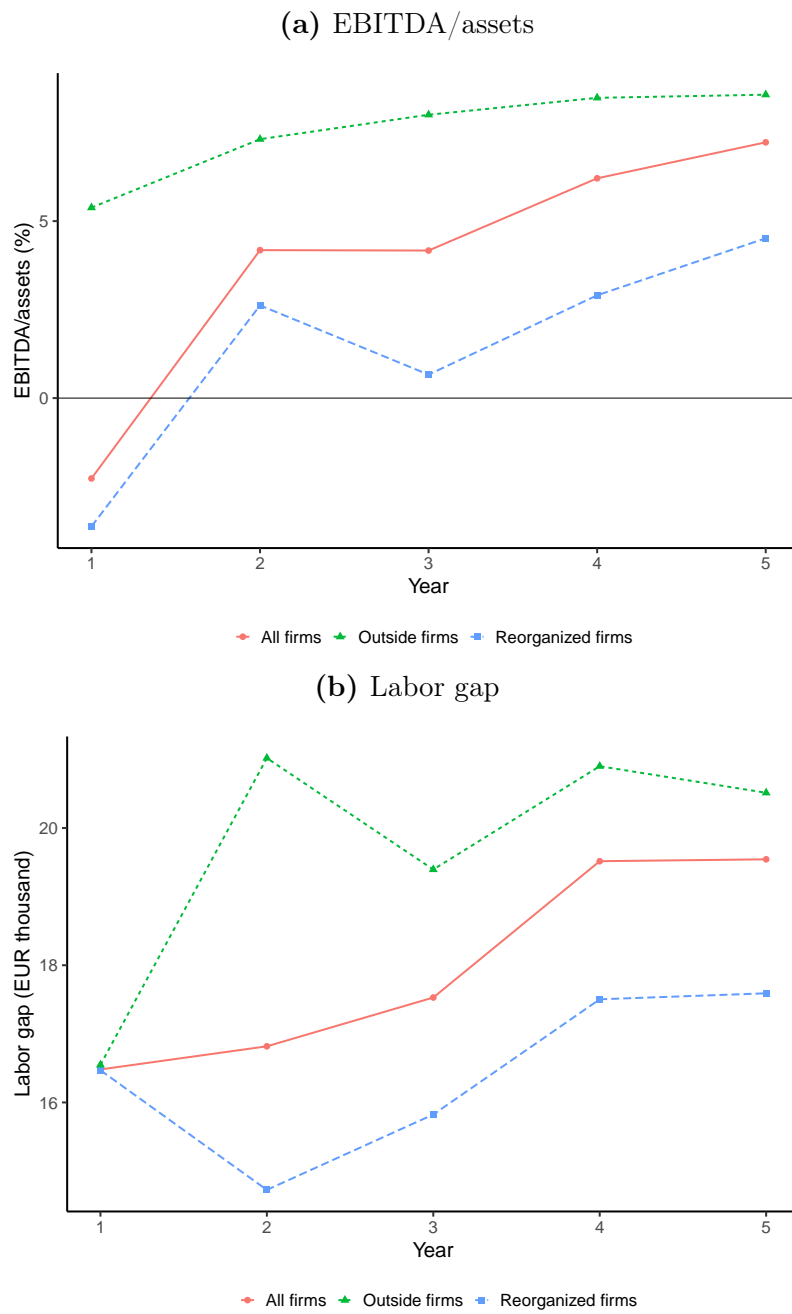 (a) EBITDA/assets
EBITDA/assets (%)
5
0
1 2 3 4 5
Year
All firms Outside firms Reorganized firms
(b) Labor gap
Labor gap (EUR thousand)
20
18
16
1 2 3 4 5
Year
All firms Outside firms Reorganized firms